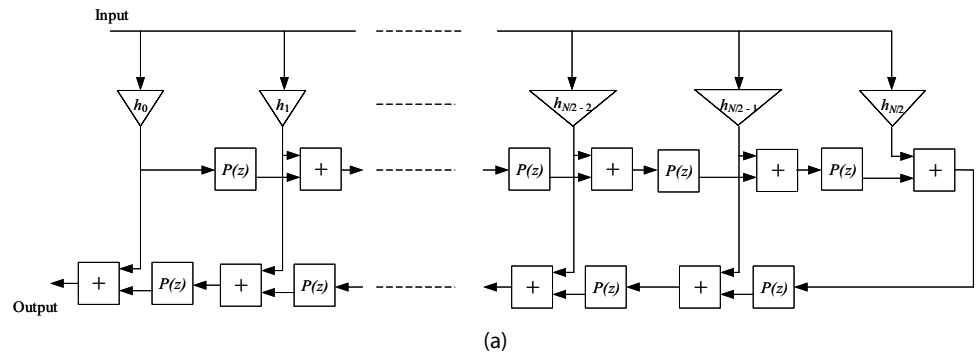 Input
h0 h1 hN/2 - 2 hN/2 - 1 hN/2
P(z) + P(z) + P(z) + P(z) +
+ P(z) + P(z) + P(z) + P(z)
Output
(a)